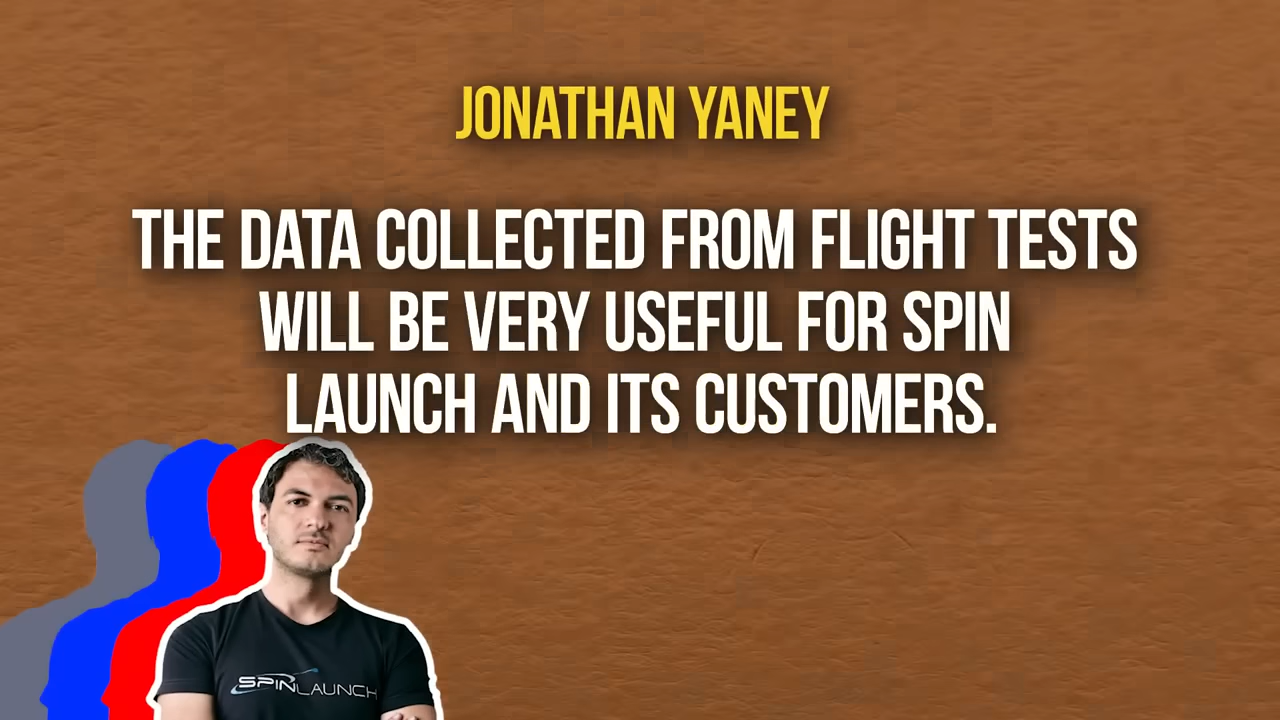 JONATHAN YANEY
THE DATA COLLECTED FROM FLIGHT TESTS
WILL BE VERY USEFUL FOR SPIN
LAUNCH AND ITS CUSTOMERS.
SPINLAUNCH